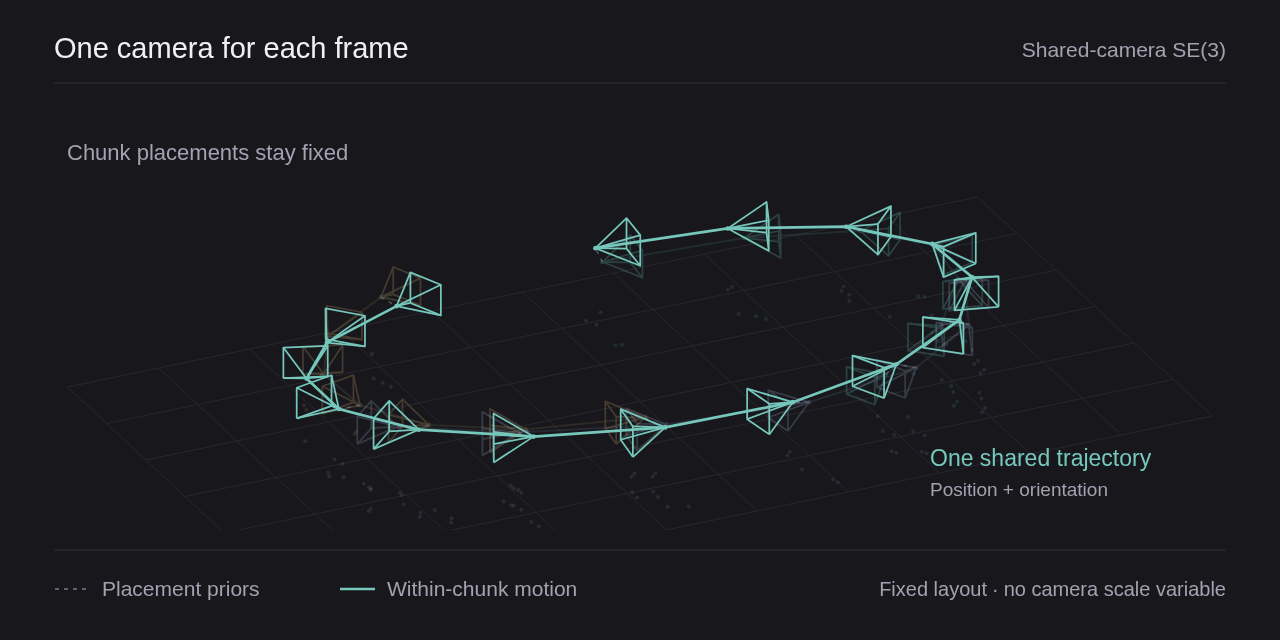 One camera for each frame
Shared-camera SE(3)
Chunk placements stay fixed
One shared trajectory
Position + orientation
Placement priors
Within-chunk motion
Fixed layout · no camera scale variable